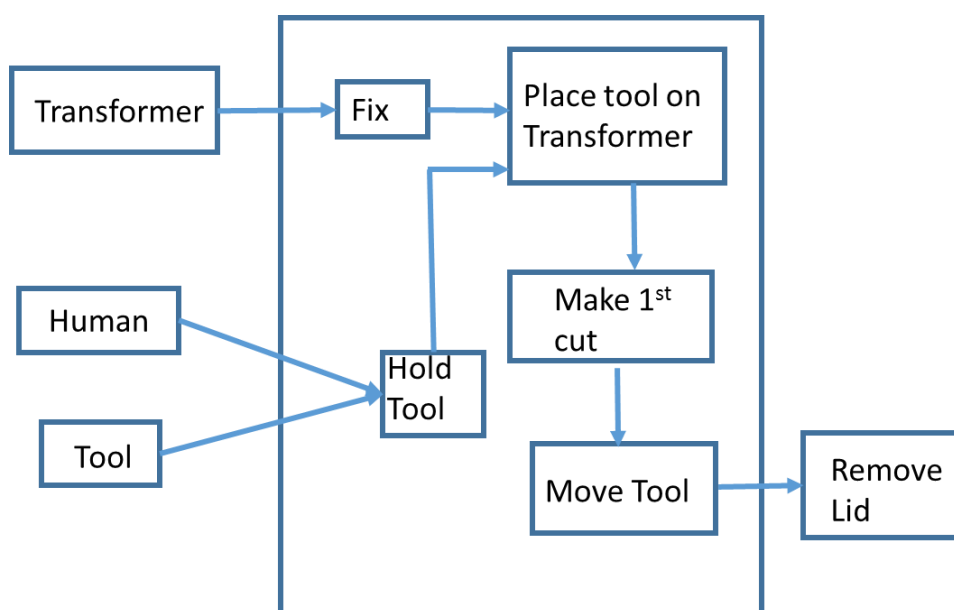 Transformer
Fix
Place tool on
Transformer
Human
Tool
Hold
Tool
Make 1st
cut
Move Tool
Remove
Lid